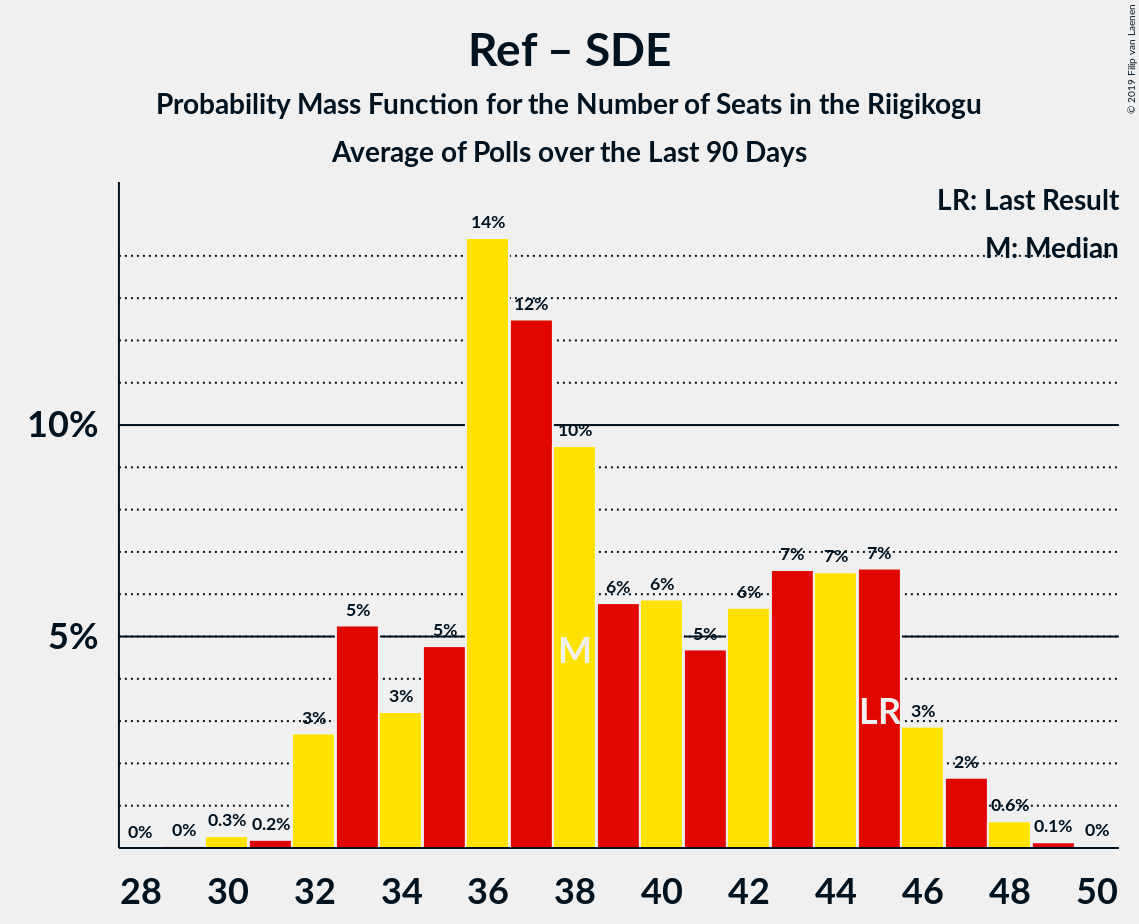 Ref – SDE
Probability Mass Function for the Number of Seats in the Riigikogu
Average of Polls over the Last 90 Days
© 2019 Filip van Laenen
LR: Last Result
M: Median
14%
12%
10%
10%
7% 7% 7%
6% 6% 6%
5% 5% 5%
5%
3% 3% 3%
M
LR
2%
0% 0% 0.3% 0.2% 0.6% 0.1% 0%
28 30 32 34 36 38 40 42 44 46 48 50